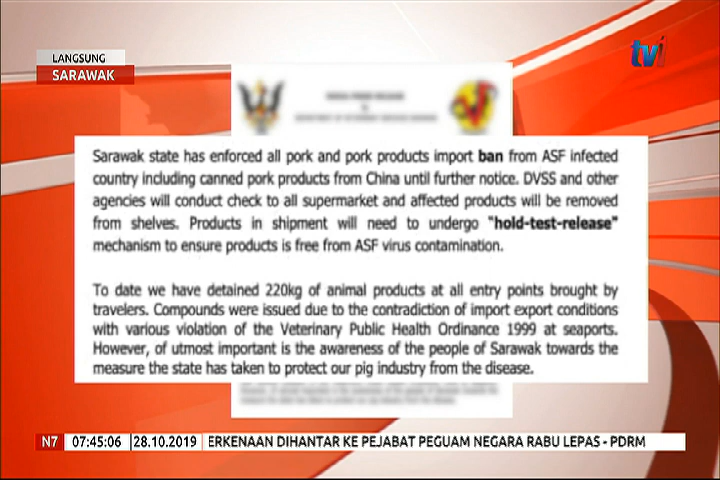 LANGSUNG
SARAWAK
tvi
Sarawak state has enforced all pork and pork products import ban from ASF infected
country including canned pork products from China until further notice. DVSS and other
agencies will conduct check to all supermarket and affected products will be removed
from shelves. Products in shipment will need to undergo "hold-test-release"
mechanism to ensure products is free from ASF virus contamination.
To date we have detained 220kg of animal products at all entry points brought by
travelers. Compounds were issued due to the contradiction of import export conditions
with various violation of the Veterinary Public Health Ordinance 1999 at seaports.
However, of utmost important is the awareness of the people of Sarawak towards the
measure the state has taken to protect our pig industry from the disease.
N7 07:45:06 28.10.2019 ERKENAAN DIHANTAR KE PEJABAT PEGUAM NEGARA RABU LEPAS - PDRM